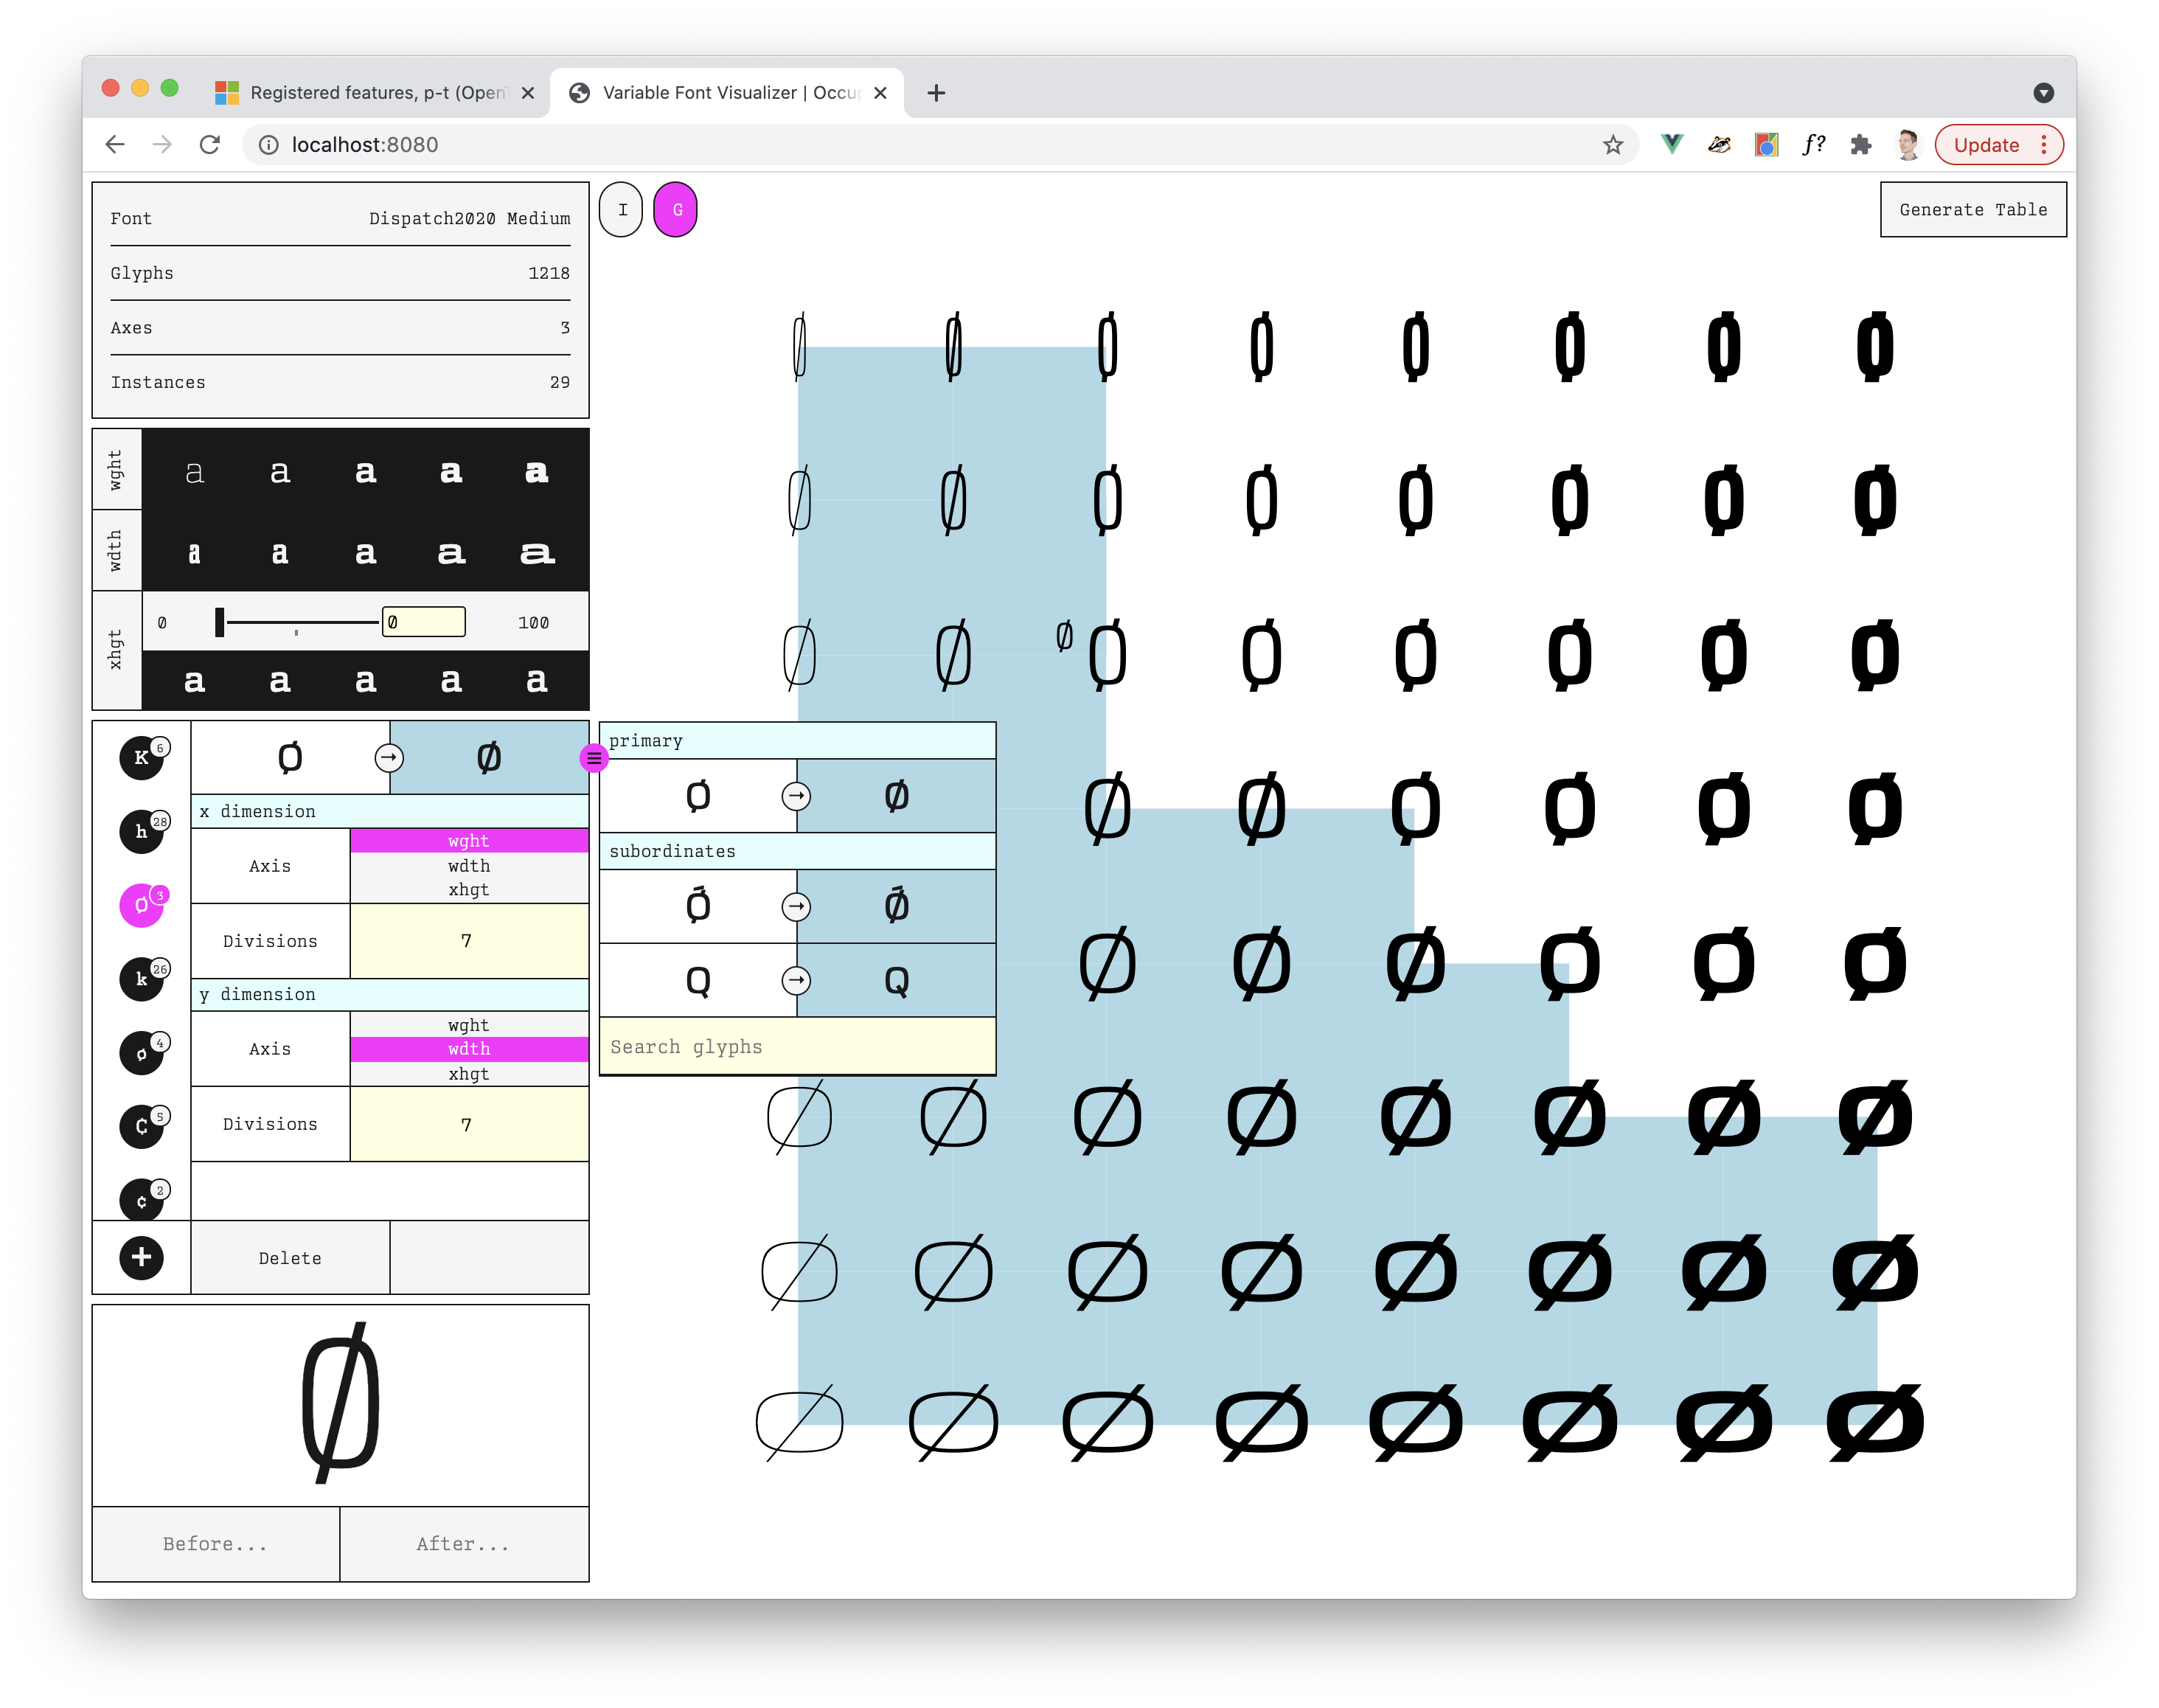 Registered features, p-t (Open
Variable Font Visualizer | Occu
localhost:8080
f?
Update
Font Dispatch2020 Medium
Glyphs 1218
Axes 3
Instances 29
I G
Generate Table
wght a a a a a
wdth a a a a a
xhgt 0 0 100
a a a a a
K 6
h 28
Ø 3
k 26
ø 4
5
¢ 2
+
Ø → Ø
x dimension
Axis wght
wdth
xhgt
Divisions 7
y dimension
Axis wght
wdth
xhgt
Divisions 7
Delete
primary
Ø → Ø
subordinates
Ǿ → Ǿ
Q → Q
Search glyphs
Ø Ø Ø Ø Ø Ø Ø Ø
Ø Ø Ø Ø Ø Ø Ø Ø
Ø Ø Ø Ø Ø Ø Ø Ø Ø
Ø Ø Ø Ø Ø Ø
Ø Ø Ø Ø Ø Ø
Ø Ø Ø Ø Ø Ø Ø Ø
Ø Ø Ø Ø Ø Ø Ø Ø
Ø Ø Ø Ø Ø Ø Ø Ø
Ø
Before...
After...